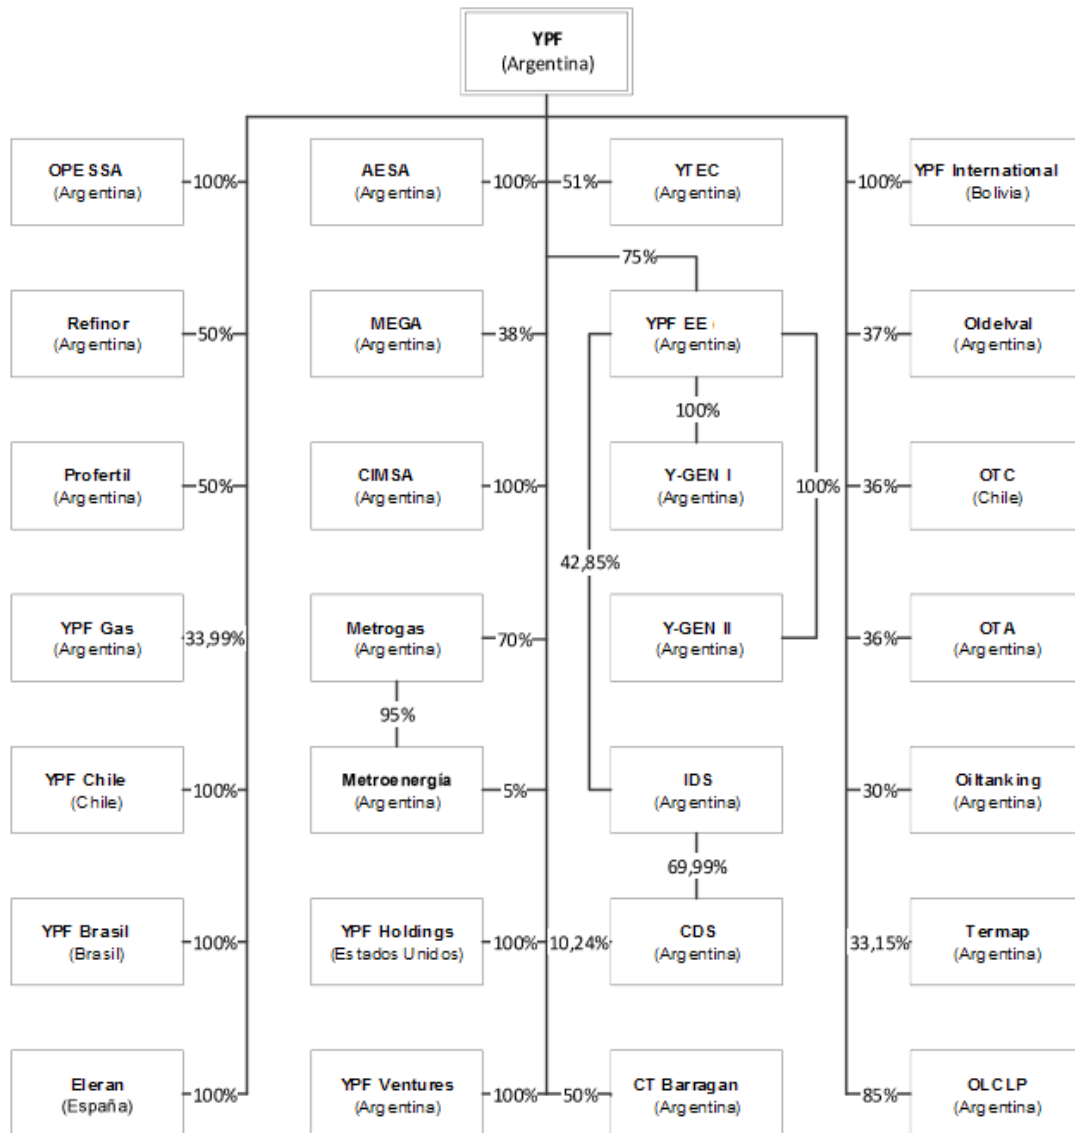 YPF
(Argentina)
OPESSA
(Argentina)
100%
AESA
(Argentina)
100%
51%
YTEC
(Argentina)
100%
YPF International
(Bolivia)
75%
Refinor
(Argentina)
50%
MEGA
(Argentina)
38%
YPF EE
(Argentina)
37%
Oldelval
(Argentina)
100%
Profertil
(Argentina)
50%
CIMSA
(Argentina)
100%
Y-GEN I
(Argentina)
100%
36%
OTC
(Chile)
42,85%
YPF Gas
(Argentina)
33,99%
Metrogas
(Argentina)
70%
Y-GEN II
(Argentina)
36%
OTA
(Argentina)
95%
YPF Chile
(Chile)
100%
Metroenergía
(Argentina)
5%
IDS
(Argentina)
30%
Oiltanking
(Argentina)
69,99%
YPF Brasil
(Brasil)
100%
YPF Holdings
(Estados Unidos)
100%
10,24%
CDS
(Argentina)
33,15%
Termap
(Argentina)
Eleran
(España)
100%
YPF Ventures
(Argentina)
100%
50%
CT Barragan
(Argentina)
85%
OLCLP
(Argentina)